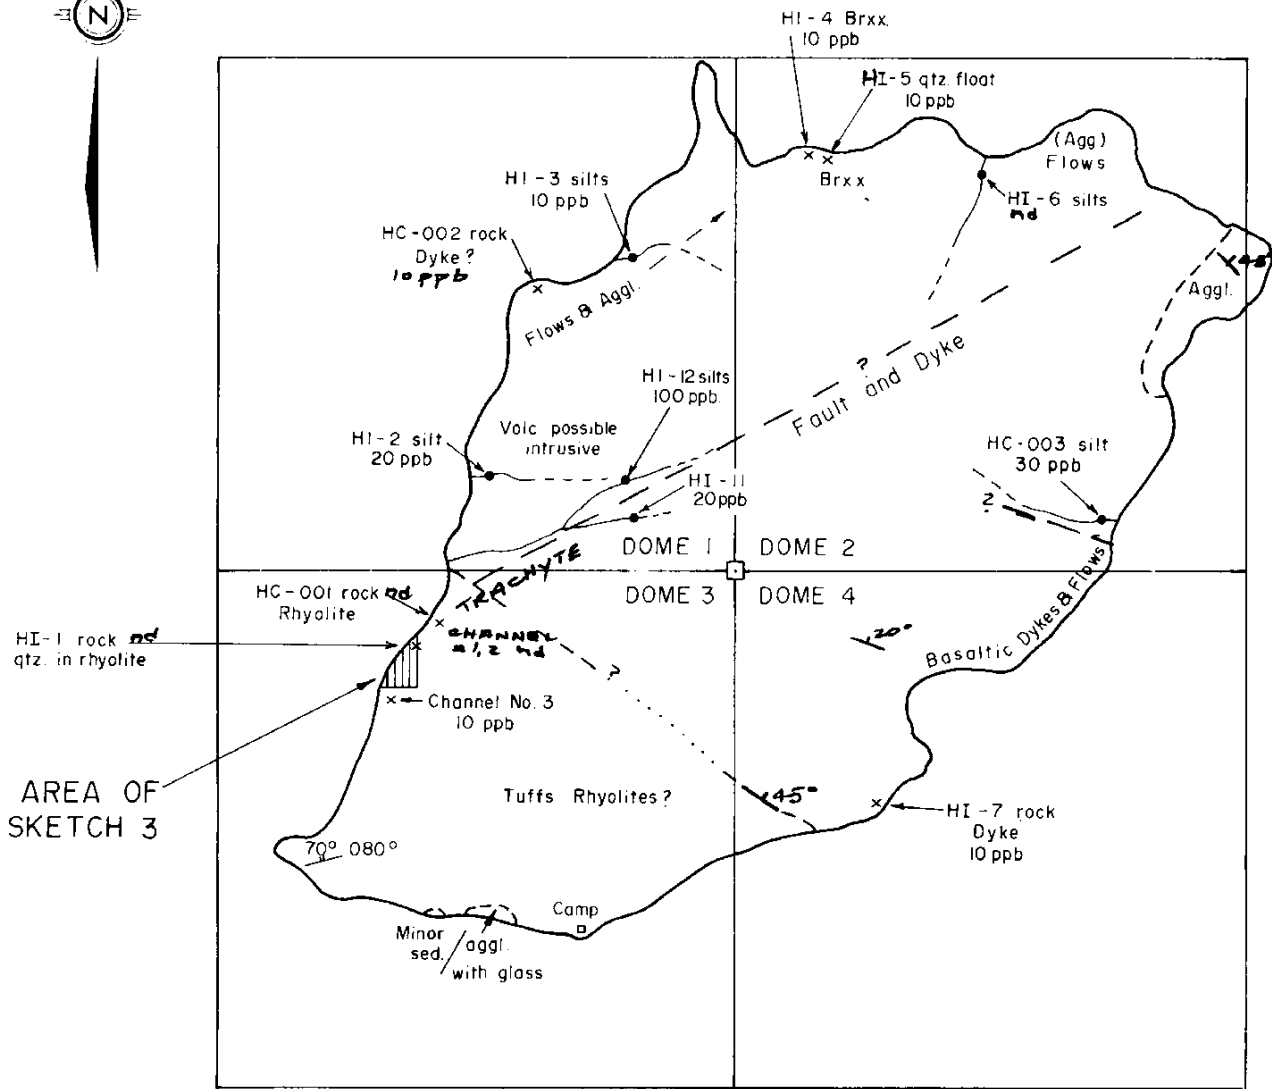 N
HI-4 Brxx.
10 ppb
HI-5 qtz. float
10 ppb
(Agg)
Flows
Brxx
HI-3 silts
10 ppb
HI-6 silts
nd
HC-002 rock
Dyke?
10 ppb
45°
Aggl.
Flows & Aggl.
?
Fault and Dyke
HI-12 silts
100 ppb.
Volc possible
intrusive
HI-2 silt
20 ppb
HC-003 silt
30 ppb
HI-11
20 ppb
?
DOME 1
DOME 2
TRACHYTE
HC-001 rock nd
Rhyolite
DOME 3
DOME 4
Basaltic Dykes & Flows
HI-1 rock nd
qtz. in rhyolite
CHANNEL
#1,2 nd
20°
?
Channel No. 3
10 ppb
AREA OF
SKETCH 3
Tuffs Rhyolites?
45°
HI-7 rock
Dyke
10 ppb
70° 080°
Camp
Minor
sed.
aggl.
with glass